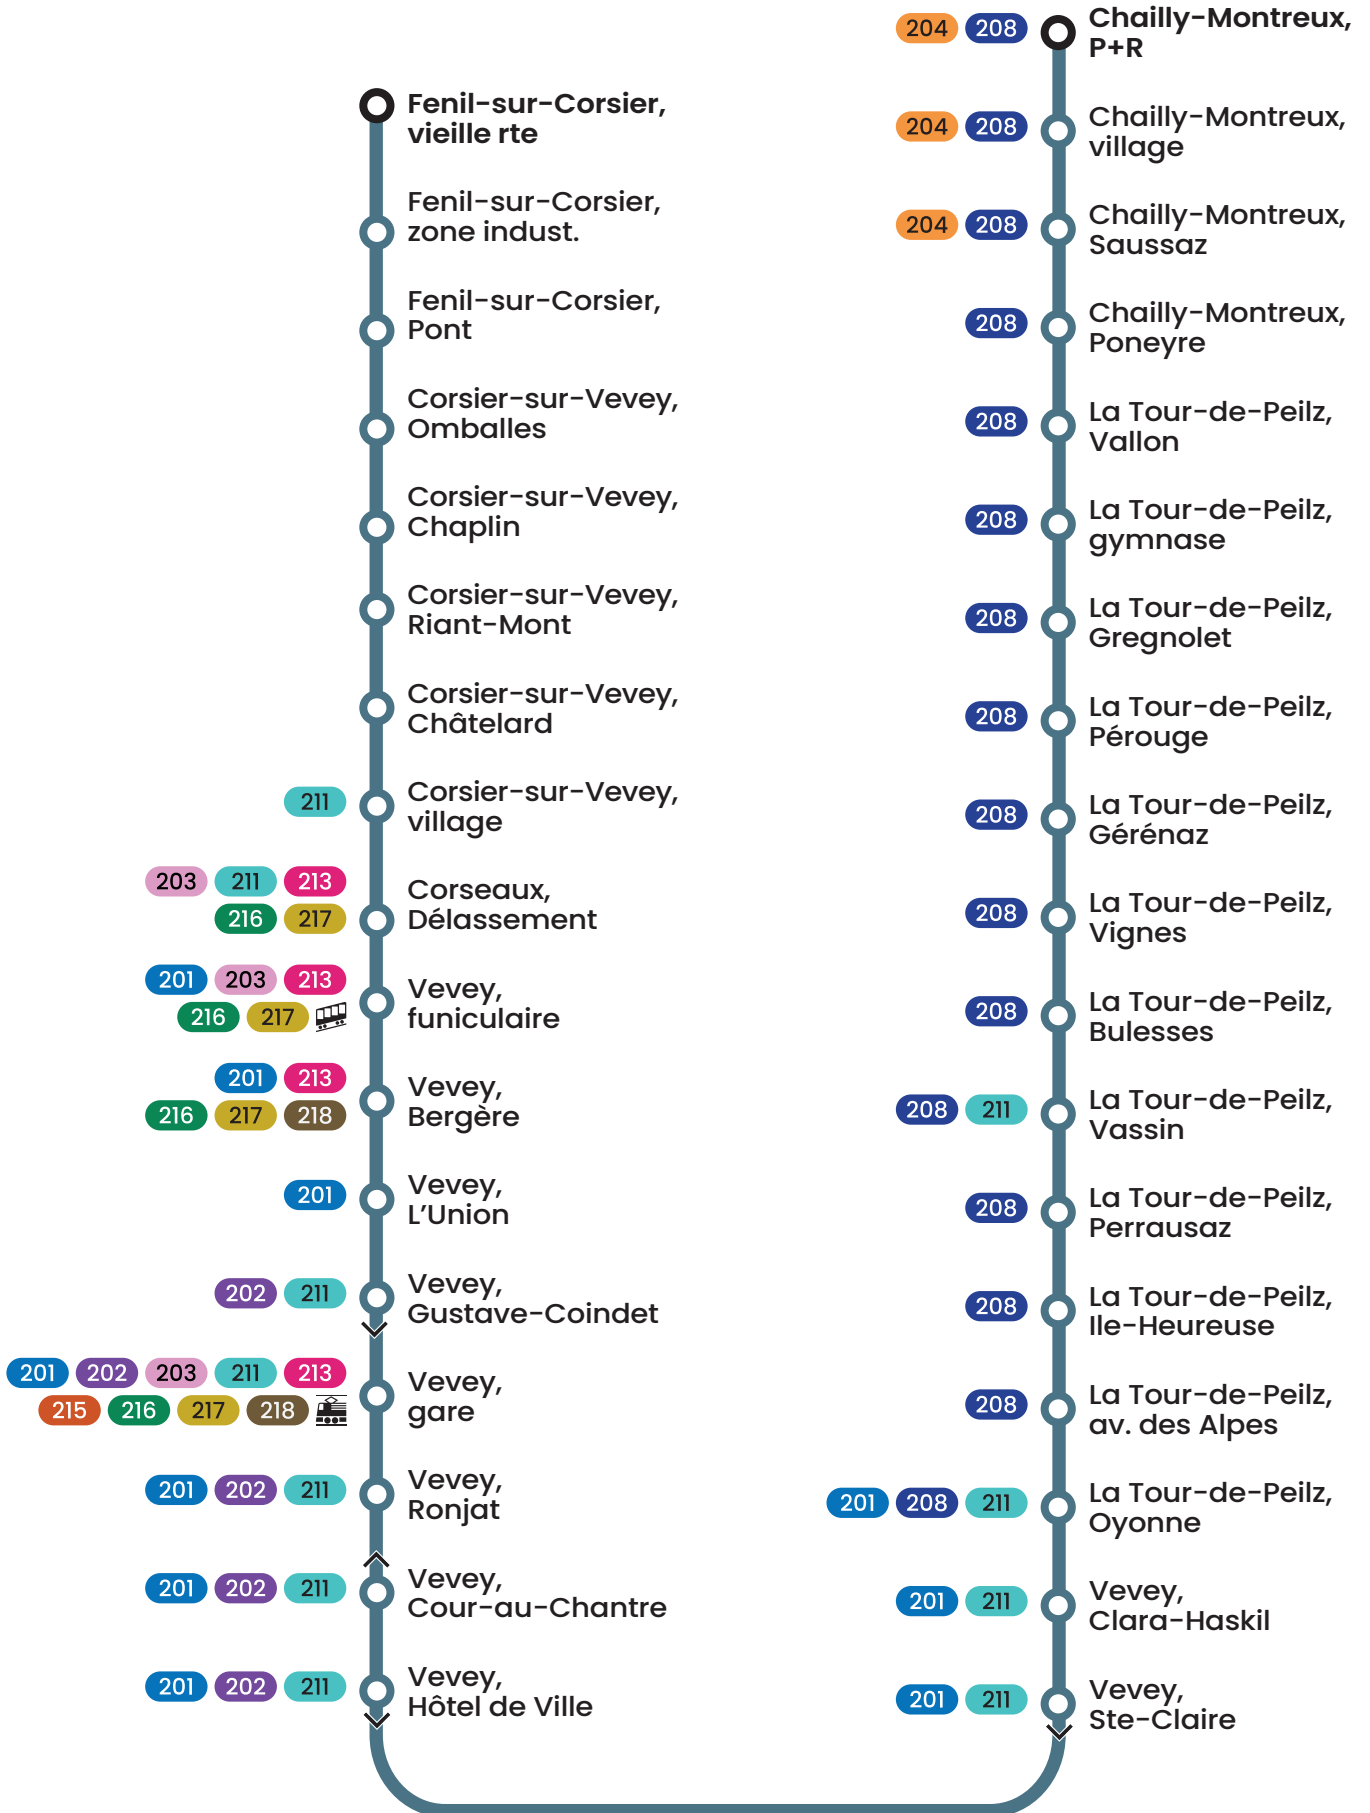 Fenil-sur-Corsier,
vieille rte
Fenil-sur-Corsier,
zone indust.
Fenil-sur-Corsier,
Pont
Corsier-sur-Vevey,
Omballes
Corsier-sur-Vevey,
Chaplin
Corsier-sur-Vevey,
Riant-Mont
Corsier-sur-Vevey,
Châtelard
211
Corsier-sur-Vevey,
village
203 211 213
216 217
Corseaux,
Délassement
201 203 213
216 217
Vevey,
funiculaire
201 213
216 217 218
Vevey,
Bergère
201
Vevey,
L’Union
202 211
Vevey,
Gustave-Coindet
201 202 203 211 213
215 216 217 218
Vevey,
gare
201 202 211
Vevey,
Ronjat
201 202 211
Vevey,
Cour-au-Chantre
201 202 211
Vevey,
Hôtel de Ville
204 208
Chailly-Montreux,
P+R
204 208
Chailly-Montreux,
village
204 208
Chailly-Montreux,
Saussaz
208
Chailly-Montreux,
Poneyre
208
La Tour-de-Peilz,
Vallon
208
La Tour-de-Peilz,
gymnase
208
La Tour-de-Peilz,
Gregnolet
208
La Tour-de-Peilz,
Pérouge
208
La Tour-de-Peilz,
Gérénaz
208
La Tour-de-Peilz,
Vignes
208
La Tour-de-Peilz,
Bulesses
208 211
La Tour-de-Peilz,
Vassin
208
La Tour-de-Peilz,
Perrausaz
208
La Tour-de-Peilz,
Ile-Heureuse
208
La Tour-de-Peilz,
av. des Alpes
201 208 211
La Tour-de-Peilz,
Oyonne
201 211
Vevey,
Clara-Haskil
201 211
Vevey,
Ste-Claire